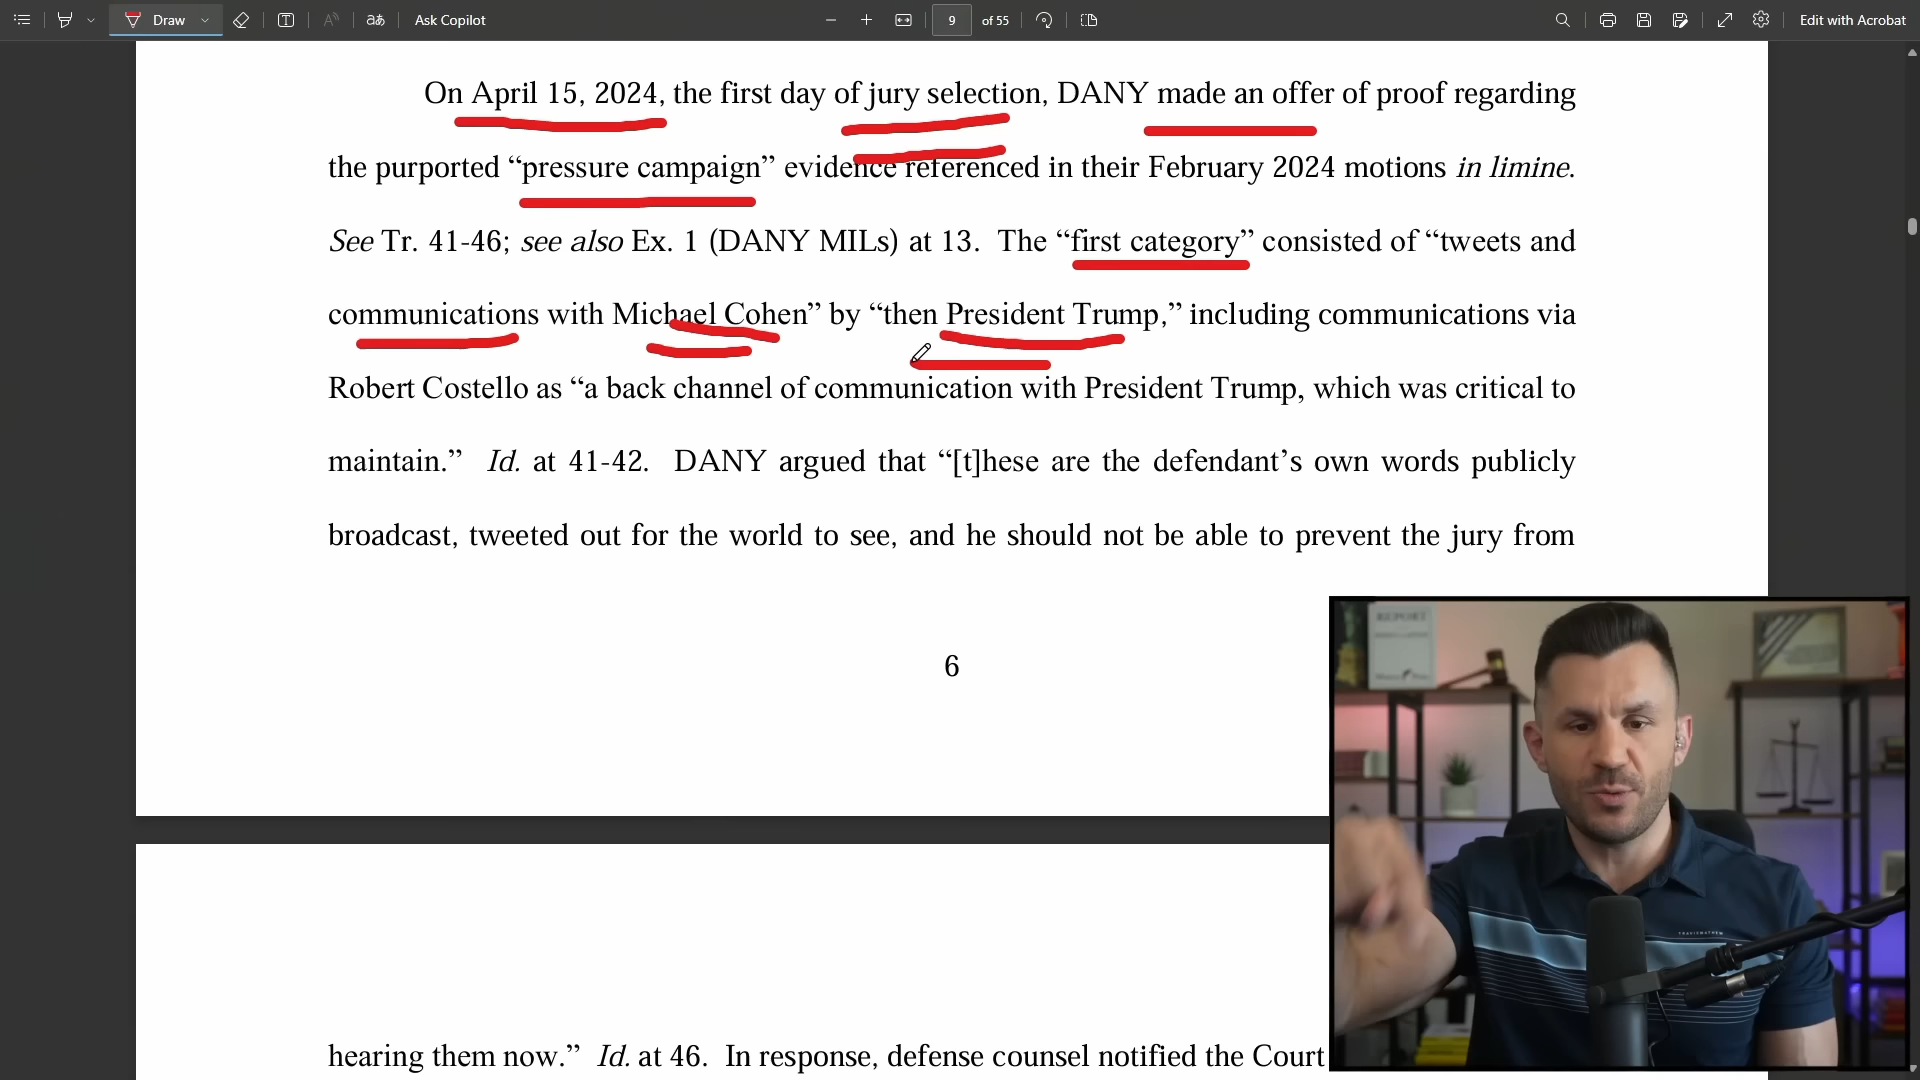 Draw
Ask Copilot
9 of 55
Edit with Acrobat
On April 15, 2024, the first day of jury selection, DANY made an offer of proof regarding
the purported “pressure campaign” evidence referenced in their February 2024 motions in limine.
See Tr. 41-46; see also Ex. 1 (DANY MILs) at 13. The “first category” consisted of “tweets and
communications with Michael Cohen” by “then President Trump,” including communications via
Robert Costello as “a back channel of communication with President Trump, which was critical to
maintain.” Id. at 41-42. DANY argued that “[t]hese are the defendant’s own words publicly
broadcast, tweeted out for the world to see, and he should not be able to prevent the jury from
6
REPORT
TRAVISMATHEW
hearing them now.” Id. at 46. In response, defense counsel notified the Court